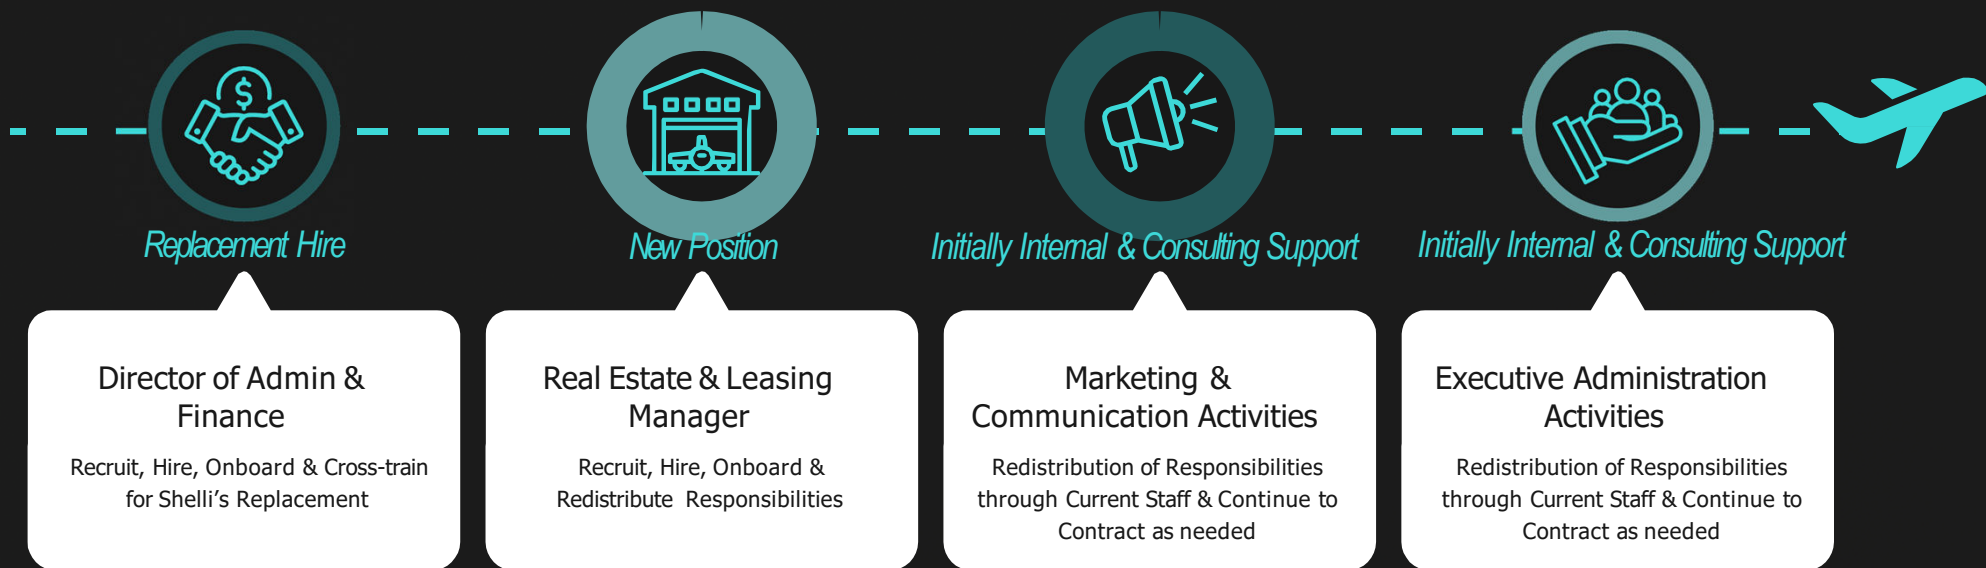 $
Replacement Hire
New Position
Initially Internal & Consulting Support
Initially Internal & Consulting Support
Director of Admin &
Finance
Recruit, Hire, Onboard & Cross-train
for Shelli's Replacement
Real Estate & Leasing
Manager
Recruit, Hire, Onboard &
Redistribute Responsibilities
Marketing &
Communication Activities
Redistribution of Responsibilities
through Current Staff & Continue to
Contract as needed
Executive Administration
Activities
Redistribution of Responsibilities
through Current Staff & Continue to
Contract as needed